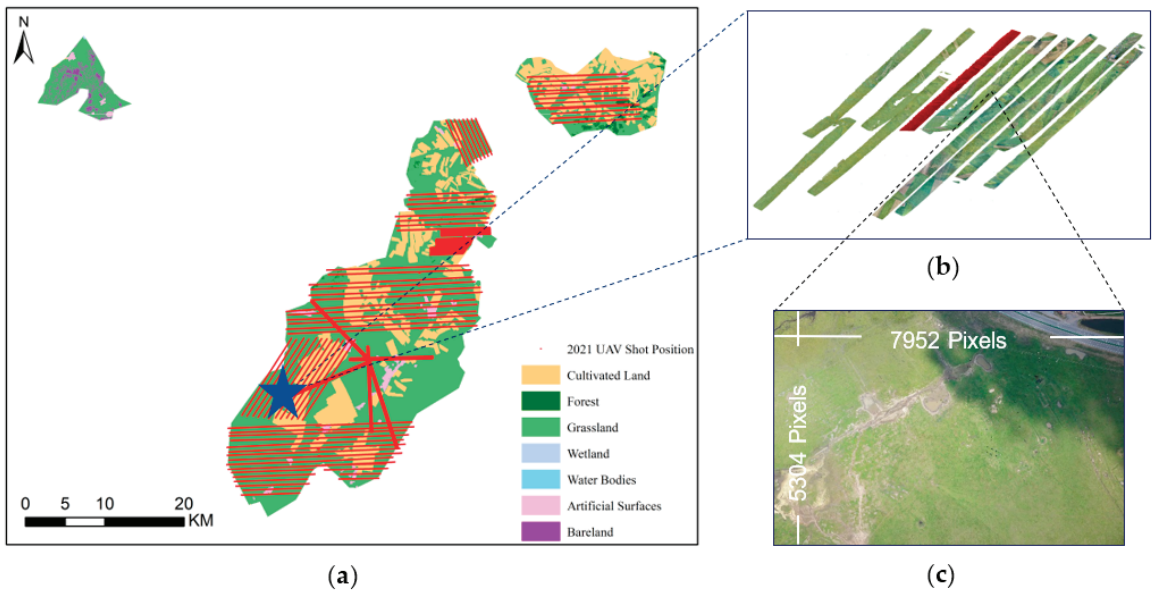 N
2021 UAV Shot Position
Cultivated Land
Forest
Grassland
Wetland
Water Bodies
Artificial Surfaces
Bareland
0 5 10 20
KM
(a)
(b)
7952 Pixels
5304 Pixels
(c)